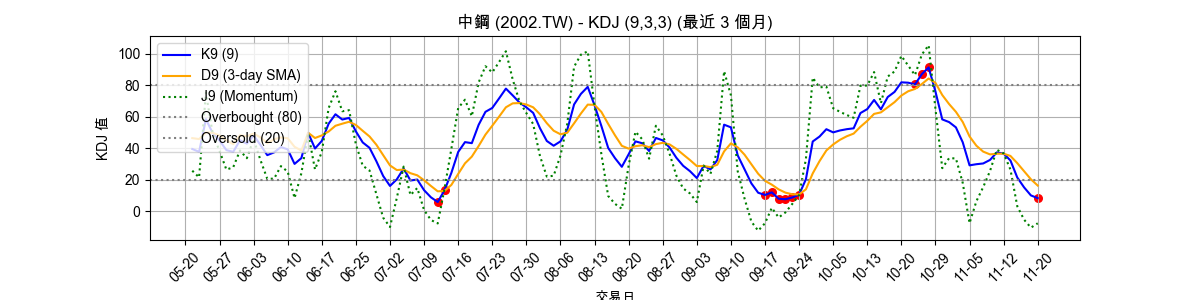 中鋼 (2002.TW) - KDJ (9,3,3) (最近 3 個月)
K9 (9)
D9 (3-day SMA)
J9 (Momentum)
Overbought (80)
Oversold (20)
KDJ 值
100
80
60
40
20
0
05-20 05-27 06-03 06-10 06-17 06-25 07-02 07-09 07-16 07-23 07-30 08-06 08-13 08-20 08-27 09-03 09-10 09-17 09-24 10-05 10-13 10-20 10-29 11-05 11-12 11-20
交易日